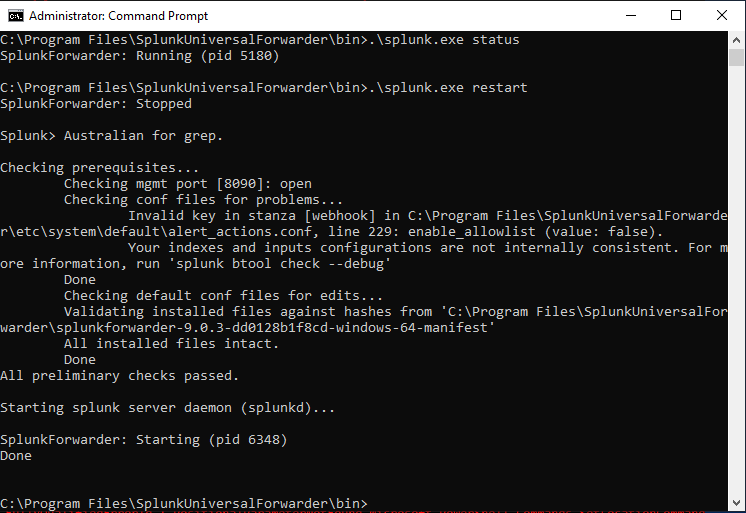 Administrator: Command Prompt
C:\Program Files\SplunkUniversalForwarder\bin>.\splunk.exe status
SplunkForwarder: Running (pid 5180)
C:\Program Files\SplunkUniversalForwarder\bin>.\splunk.exe restart
SplunkForwarder: Stopped
Splunk> Australian for grep.
Checking prerequisites...
Checking mgmt port [8090]: open
Checking conf files for problems...
Invalid key in stanza [webhook] in C:\Program Files\SplunkUniversalForwarde
r\etc\system\default\alert_actions.conf, line 229: enable_allowlist (value: false).
Your indexes and inputs configurations are not internally consistent. For m
ore information, run 'splunk btool check --debug'
Done
Checking default conf files for edits...
Validating installed files against hashes from 'C:\Program Files\SplunkUniversalFor
warder\splunkforwarder-9.0.3-dd0128b1f8cd-windows-64-manifest'
All installed files intact.
Done
All preliminary checks passed.
Starting splunk server daemon (splunkd)...
SplunkForwarder: Starting (pid 6348)
Done
C:\Program Files\SplunkUniversalForwarder\bin>